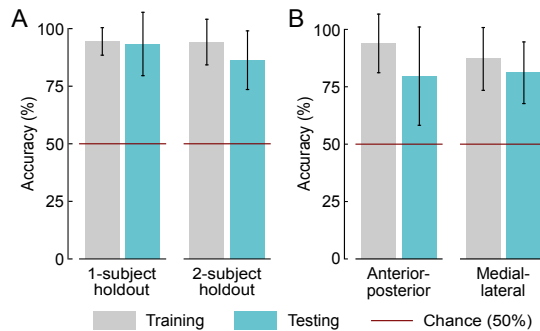 A
B
Accuracy (%)
100
75
50
25
0
1-subject
holdout
2-subject
holdout
Accuracy (%)
100
75
50
25
0
Anterior-
posterior
Medial-
lateral
Training
Testing
Chance (50%)